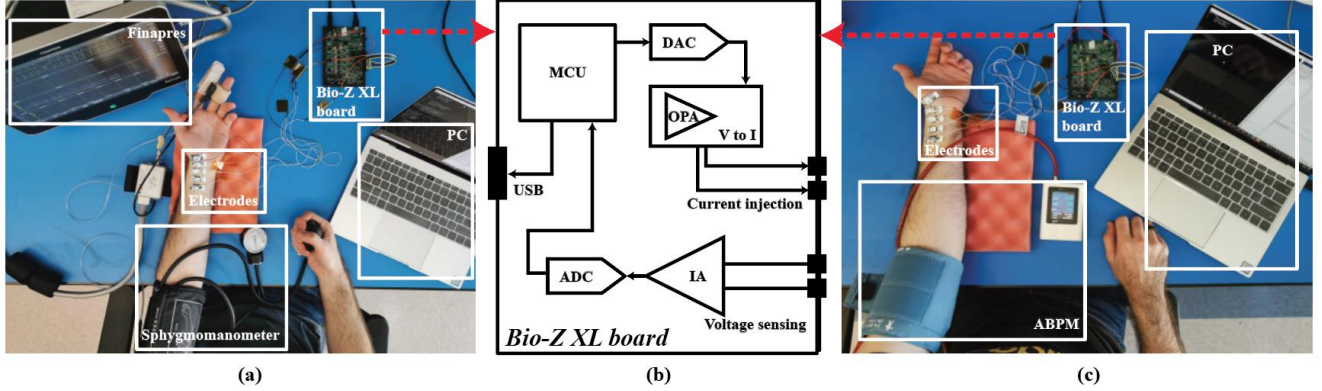 Finapres
Bio-Z XL
board
PC
Electrodes
Sphygmomanometer
(a)
MCU
DAC
OPA
V to I
USB
Current injection
ADC
IA
Voltage sensing
Bio-Z XL board
(b)
PC
Bio-Z XL
board
Electrodes
ABPM
(c)